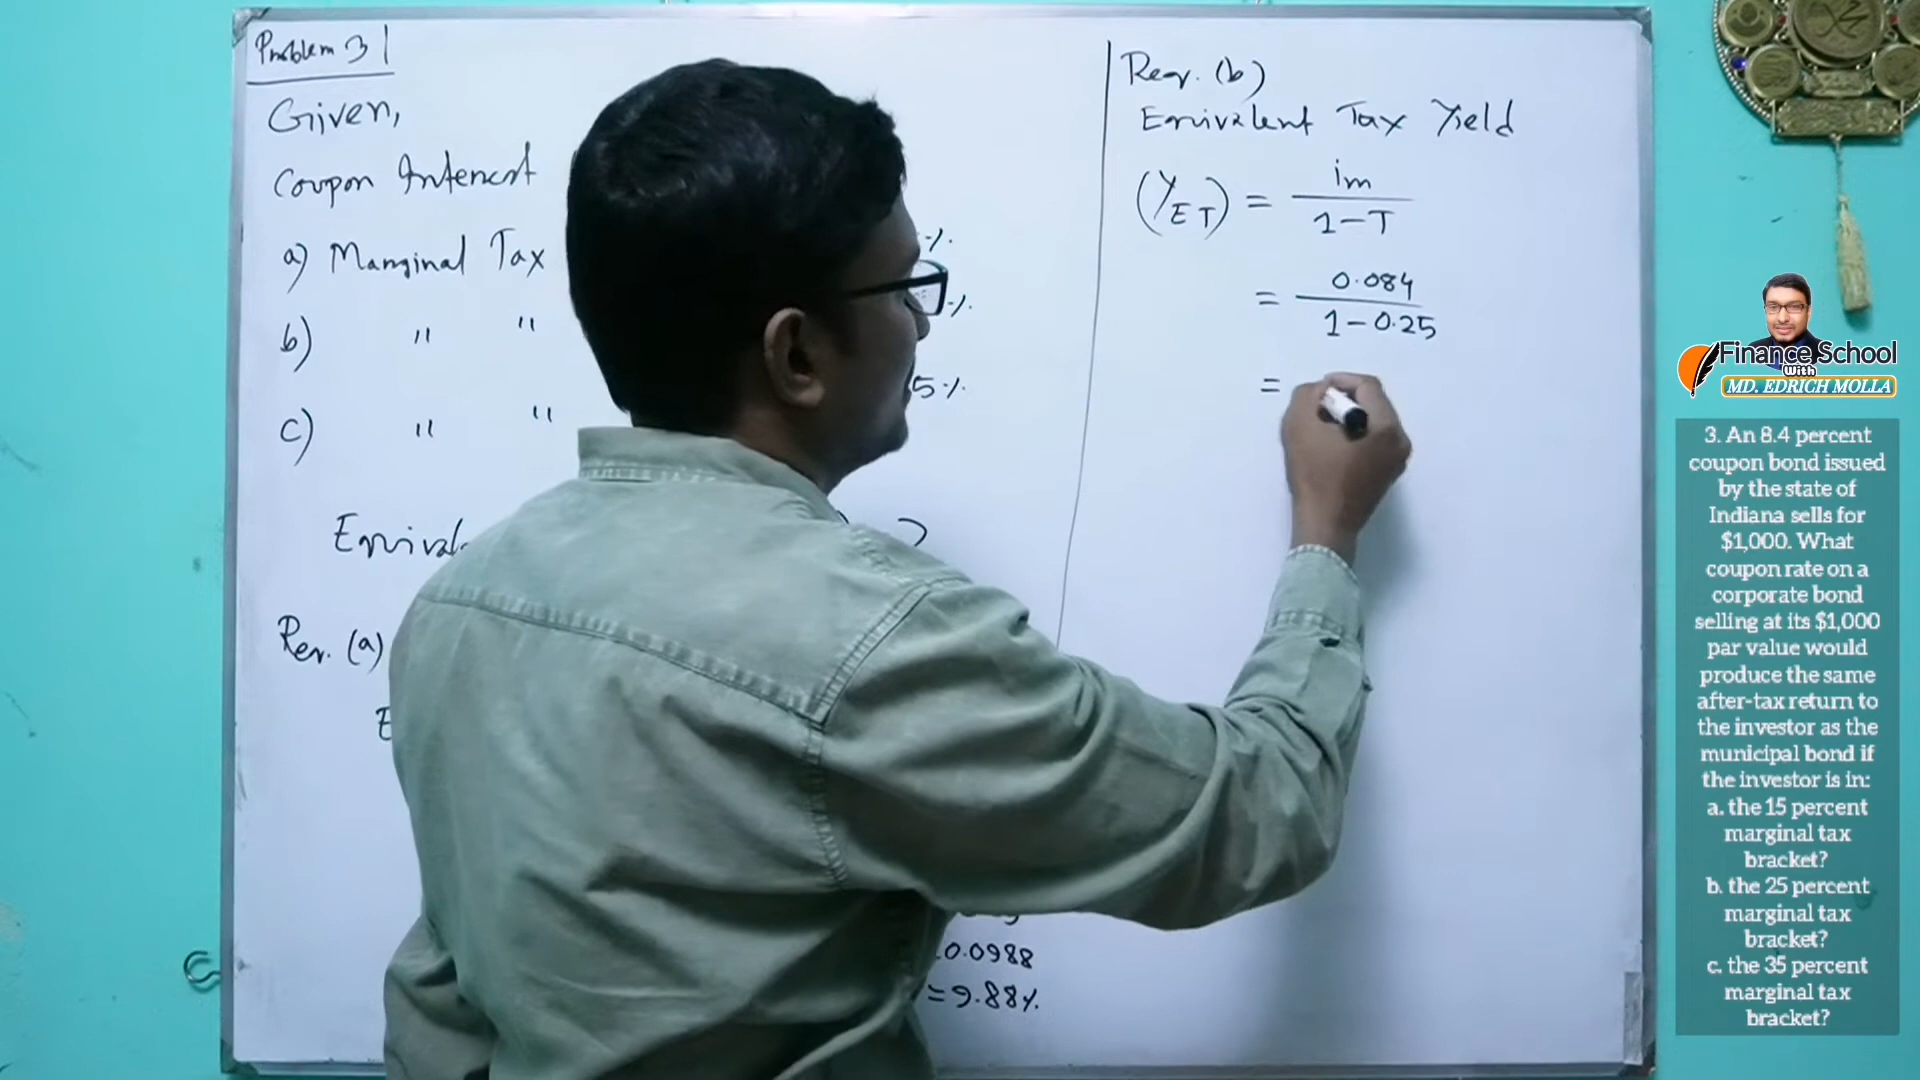 Problem 3
Given,
Coupon Interest
a) Marginal Tax
%.
b) " "
%.
c) " "
5%
Req. (a)
0.0988
=9.88%
Req. (b)
Equivalent Tax Yield
(Y_ET) = im / 1-T
= 0.084 / 1-0.25
=
Finance School
With
MD. EDRICH MOLLA
3. An 8.4 percent
coupon bond issued
by the state of
Indiana sells for
$1,000. What
coupon rate on a
corporate bond
selling at its $1,000
par value would
produce the same
after-tax return to
the investor as the
municipal bond if
the investor is in:
a. the 15 percent
marginal tax
bracket?
b. the 25 percent
marginal tax
bracket?
c. the 35 percent
marginal tax
bracket?